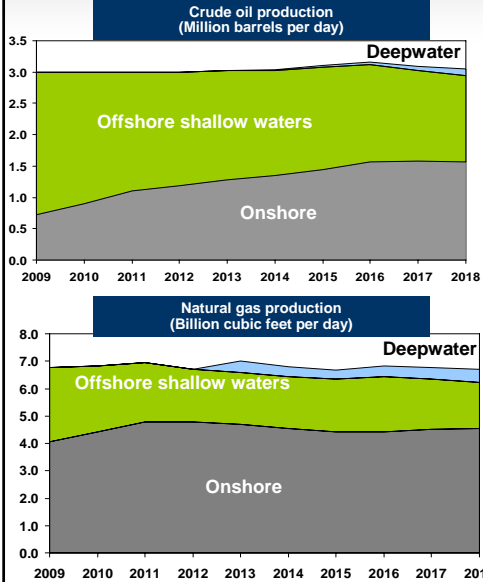 Crude oil production
(Million barrels per day)
3.5
3.0
2.5
2.0
1.5
1.0
0.5
0.0
Deepwater
Offshore shallow waters
Onshore
2009 2010 2011 2012 2013 2014 2015 2016 2017 2018
Natural gas production
(Billion cubic feet per day)
8.0
7.0
6.0
5.0
4.0
3.0
2.0
1.0
0.0
Deepwater
Offshore shallow waters
Onshore
2009 2010 2011 2012 2013 2014 2015 2016 2017